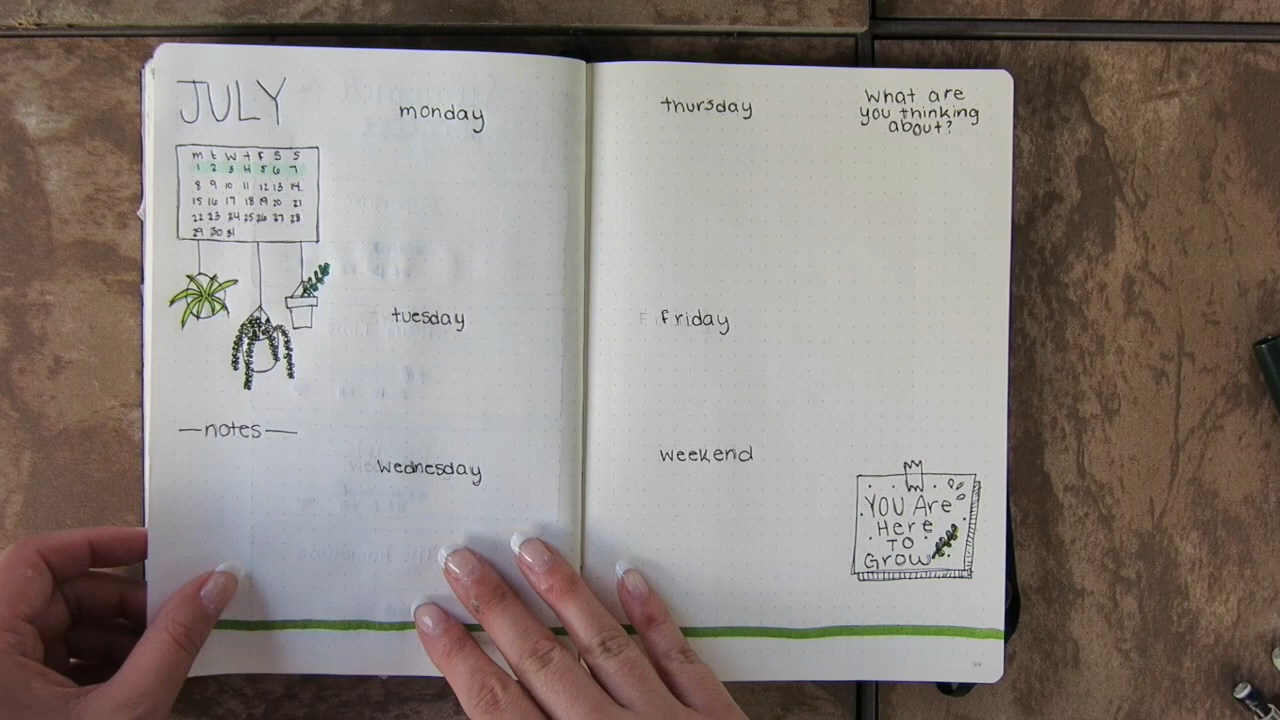 JULY
m t w t f s s
1 2 3 4 5 6 7
8 9 10 11 12 13 14
15 16 17 18 19 20 21
22 23 24 25 26 27 28
29 30 31
—notes—
monday
tuesday
wednesday
thursday
friday
weekend
What are
you thinking
about?
YOU Are
Here
TO
Grow